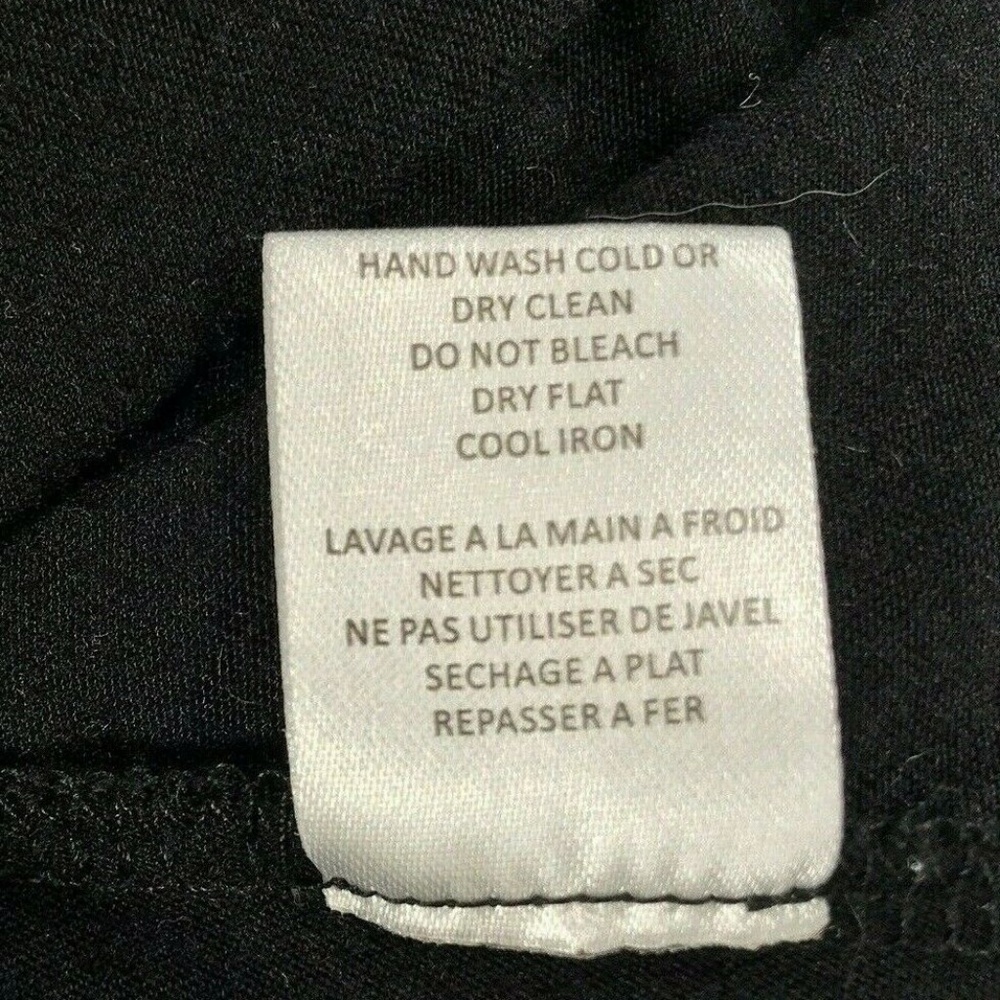 HAND WASH COLD OR
DRY CLEAN
DO NOT BLEACH
DRY FLAT
COOL IRON
LAVAGE A LA MAIN A FROID
NETTOYER A SEC
NE PAS UTILISER DE JAVEL
SECHAGE A PLAT
REPASSER A FER